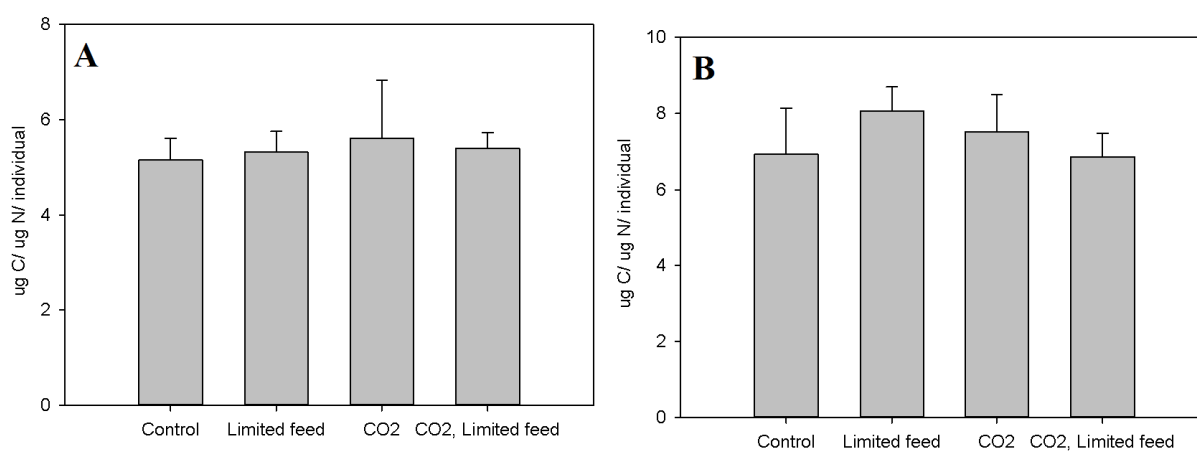 A
8
6
4
2
0
ug C/ ug N/ individual
Control Limited feed CO2 CO2, Limited feed
B
10
8
6
4
2
0
ug C/ ug N/ individual
Control Limited feed CO2 CO2, Limited feed